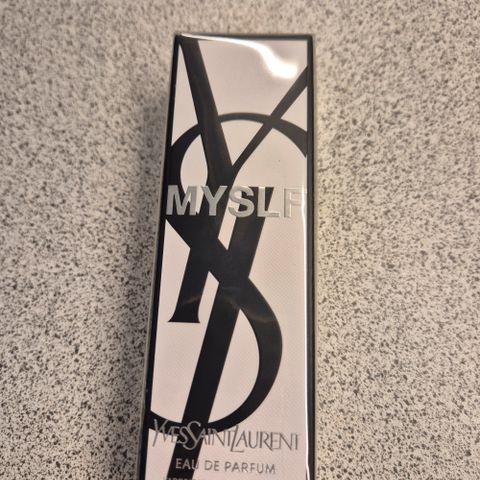 MYSLF
YVESSAINTLAURENT
EAU DE PARFUM